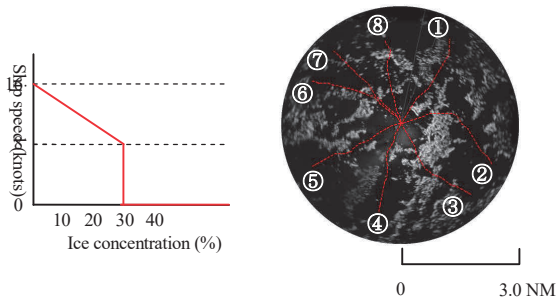 Ship speed (knots)
0
10 20 30 40
Ice concentration (%)
①
②
③
④
⑤
⑥
⑦
⑧
0 3.0 NM